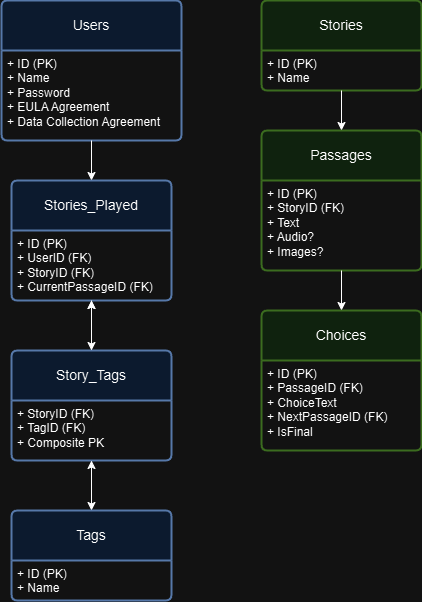 Users
+ ID (PK)
+ Name
+ Password
+ EULA Agreement
+ Data Collection Agreement
Stories_Played
+ ID (PK)
+ UserID (FK)
+ StoryID (FK)
+ CurrentPassageID (FK)
Story_Tags
+ StoryID (FK)
+ TagID (FK)
+ Composite PK
Tags
+ ID (PK)
+ Name
Stories
+ ID (PK)
+ Name
Passages
+ ID (PK)
+ StoryID (FK)
+ Text
+ Audio?
+ Images?
Choices
+ ID (PK)
+ PassageID (FK)
+ ChoiceText
+ NextPassageID (FK)
+ IsFinal